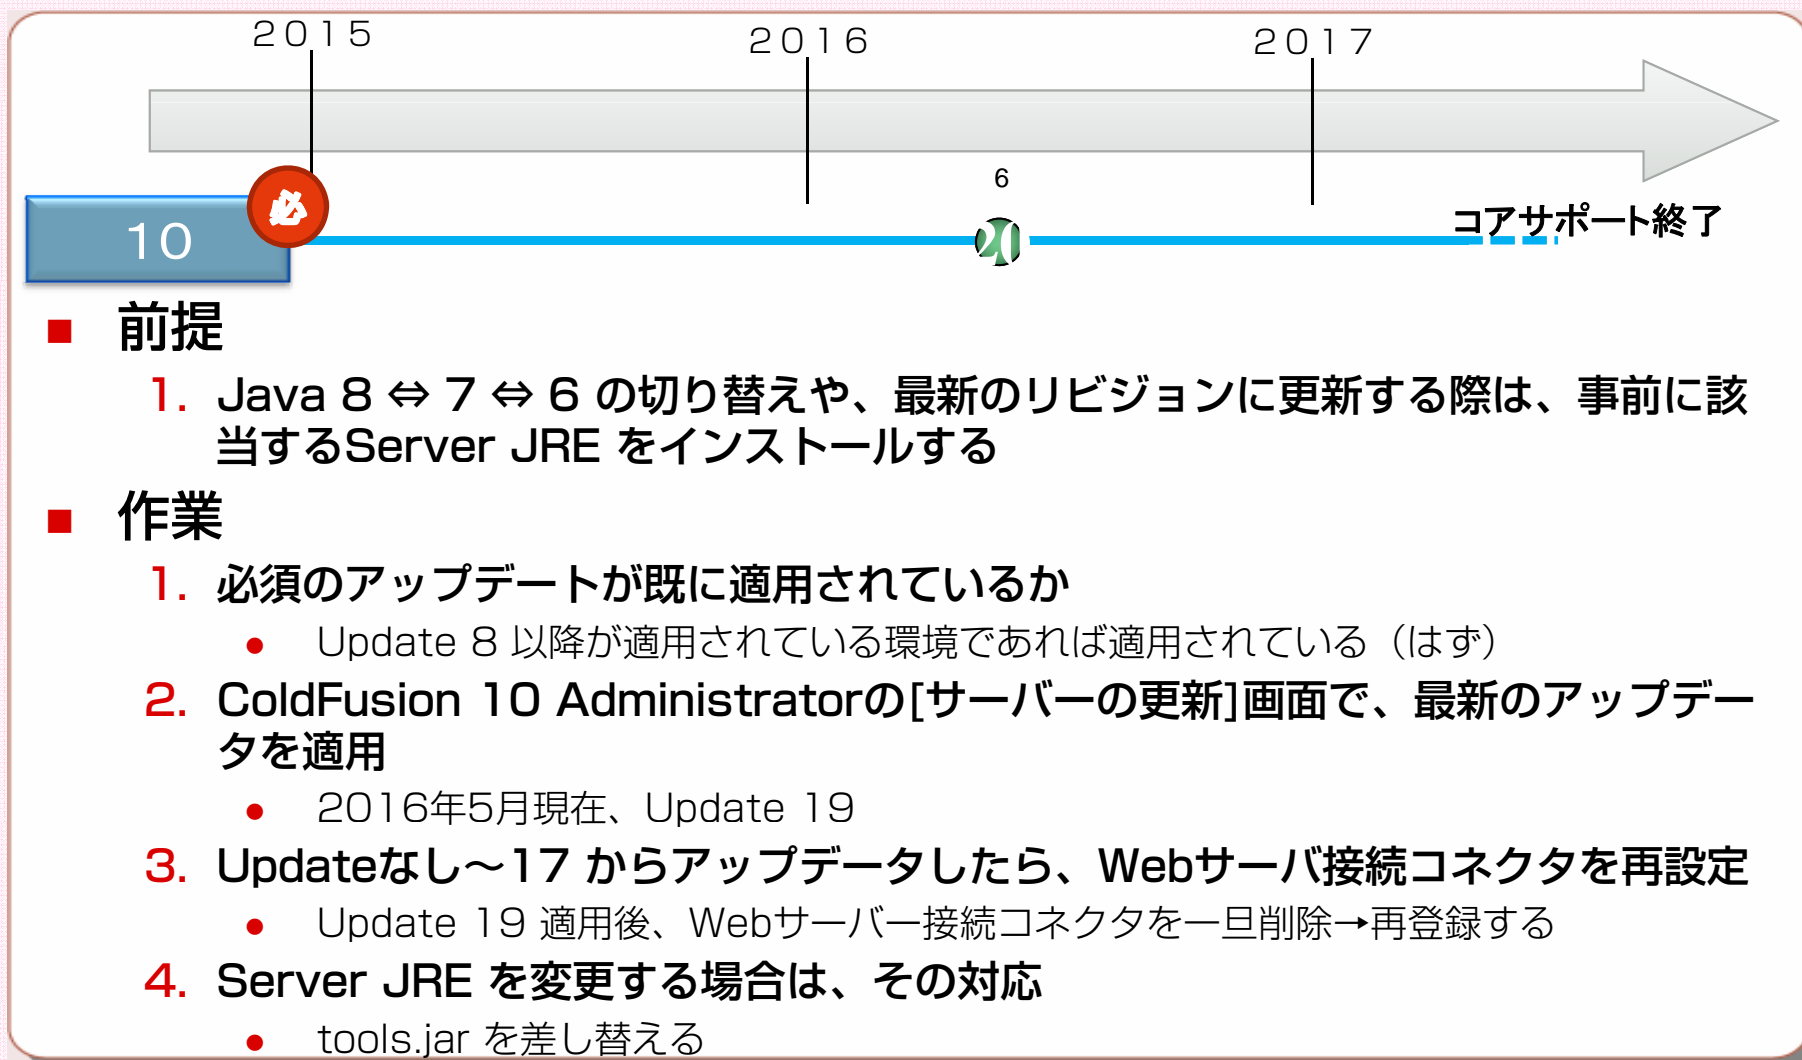 2015 2016 2017
6
必
10
20
コアサポート終了
■ 前提
1. Java 8 ⇔ 7 ⇔ 6 の切り替えや、最新のリビジョンに更新する際は、事前に該
当するServer JRE をインストールする
■ 作業
1. 必須のアップデートが既に適用されているか
● Update 8 以降が適用されている環境であれば適用されている（はず）
2. ColdFusion 10 Administratorの[サーバーの更新]画面で、最新のアップデー
タを適用
● 2016年5月現在、Update 19
3. Updateなし～17 からアップデータしたら、Webサーバ接続コネクタを再設定
● Update 19 適用後、Webサーバー接続コネクタを一旦削除→再登録する
4. Server JRE を変更する場合は、その対応
● tools.jar を差し替える